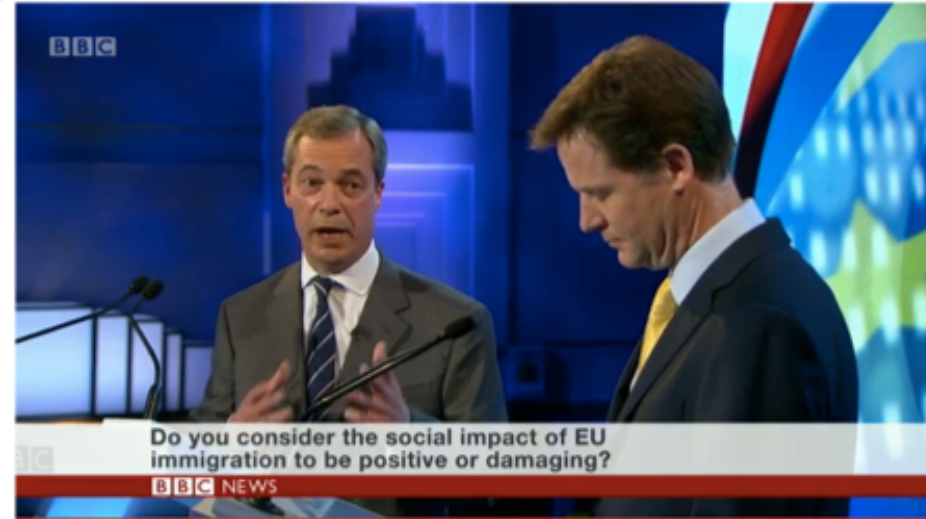 BBC
Do you consider the social impact of EU
immigration to be positive or damaging?
BBC NEWS